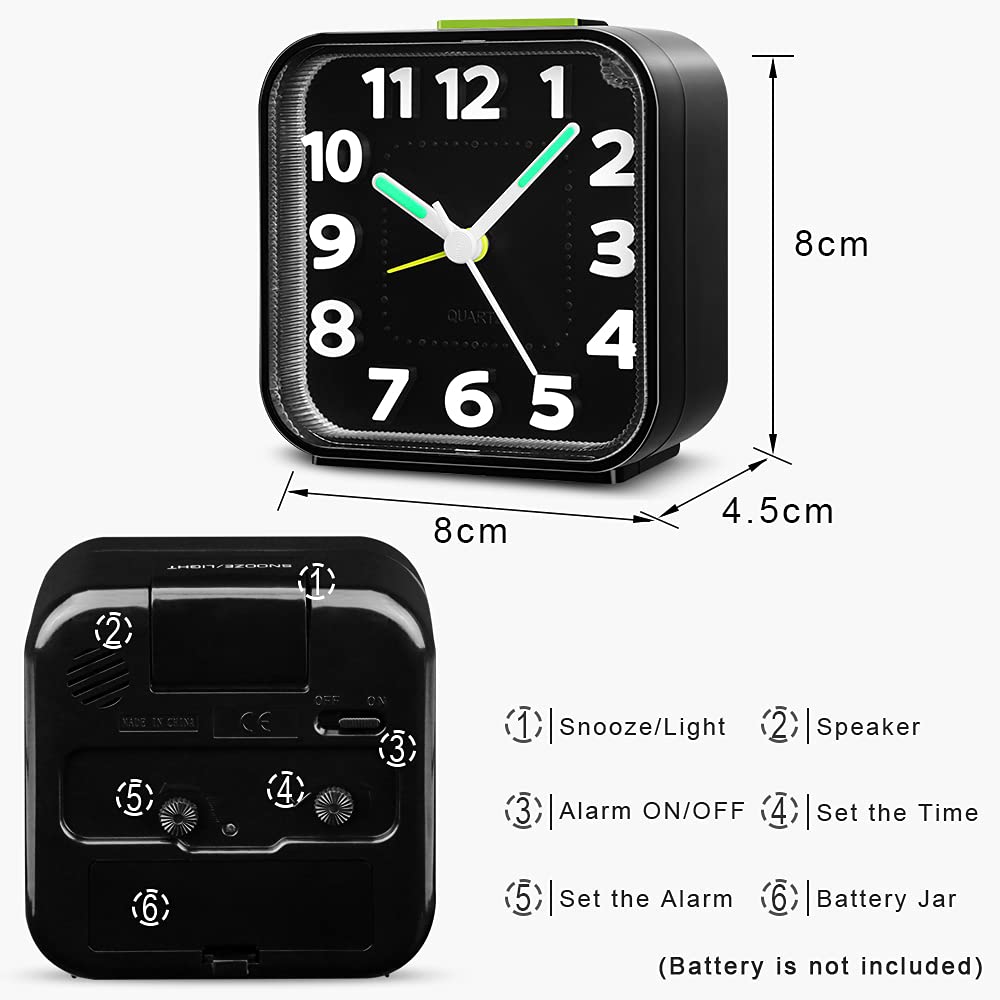 11 12 1
10 2
9 3
8 4
7 6 5
QUARTZ
8cm
8cm
4.5cm
SNOOZE/LIGHT
1
2
OFF ON
MADE IN CHINA CE
3
5 4
6
1 Snooze/Light 2 Speaker
3 Alarm ON/OFF 4 Set the Time
5 Set the Alarm 6 Battery Jar
(Battery is not included)